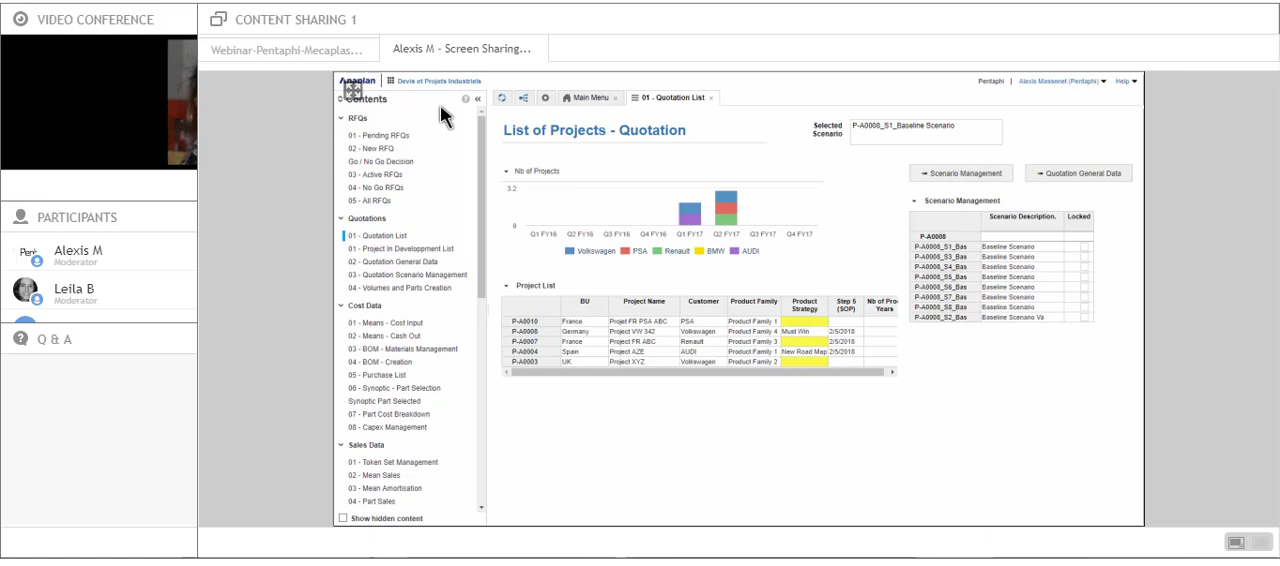 VIDEO CONFERENCE
CONTENT SHARING 1
Webinar-Pentaphi-Mecaplas...
Alexis M - Screen Sharing...
PARTICIPANTS
Alexis M
Moderator
Leila B
Moderator
Q & A
Anaplan
Devis et Projets Industriels
Pentaphi
Alexis Massenet (Pentaphi)
Help
Contents
Main Menu ×
01 - Quotation List ×
RFQs
01 - Pending RFQs
02 - New RFQ
Go / No Go Decision
03 - Active RFQs
04 - No Go RFQs
05 - All RFQs
Quotations
01 - Quotation List
01 - Project In Developpment List
02 - Quotation General Data
03 - Quotation Scenario Management
04 - Volumes and Parts Creation
Cost Data
01 - Means - Cost Input
02 - Means - Cash Out
03 - BOM - Materials Management
04 - BOM - Creation
05 - Purchase List
06 - Synoptic - Part Selection
Synoptic Part Selected
07 - Part Cost Breakdown
08 - Capex Management
Sales Data
01 - Token Set Management
02 - Mean Sales
03 - Mean Amortisation
04 - Part Sales
Show hidden content
List of Projects - Quotation
Selected Scenario
P-A0008_S1_Baseline Scenario
Nb of Projects
3.2
0
Q1 FY16 Q2 FY16 Q3 FY16 Q4 FY16 Q1 FY17 Q2 FY17 Q3 FY17 Q4 FY17
Volkswagen PSA Renault BMW AUDI
Project List
BU Project Name Customer Product Family Product Strategy Step 5 (SOP) Nb of Pro Years
P-A0010 France Projet FR PSA ABC PSA Product Family 1
P-A0008 Germany Project VW 342 Volkswagen Product Family 4 Must Win 2/5/2018
P-A0007 France Project FR ABC Renault Product Family 3 2/5/2018
P-A0004 Spain Project AZE AUDI Product Family 1 New Road Map 2/5/2018
P-A0003 UK Project XYZ Volkswagen Product Family 2
Scenario Management
Quotation General Data
Scenario Management
Scenario Description. Locked
P-A0008
P-A0008_S1_Bas Baseline Scenario
P-A0008_S3_Bas Baseline Scenario
P-A0008_S4_Bas Baseline Scenario
P-A0008_S5_Bas Baseline Scenario
P-A0008_S6_Bas Baseline Scenario
P-A0008_S7_Bas Baseline Scenario
P-A0008_S8_Bas Baseline Scenario
P-A0008_S2_Bas Baseline Scenario Va